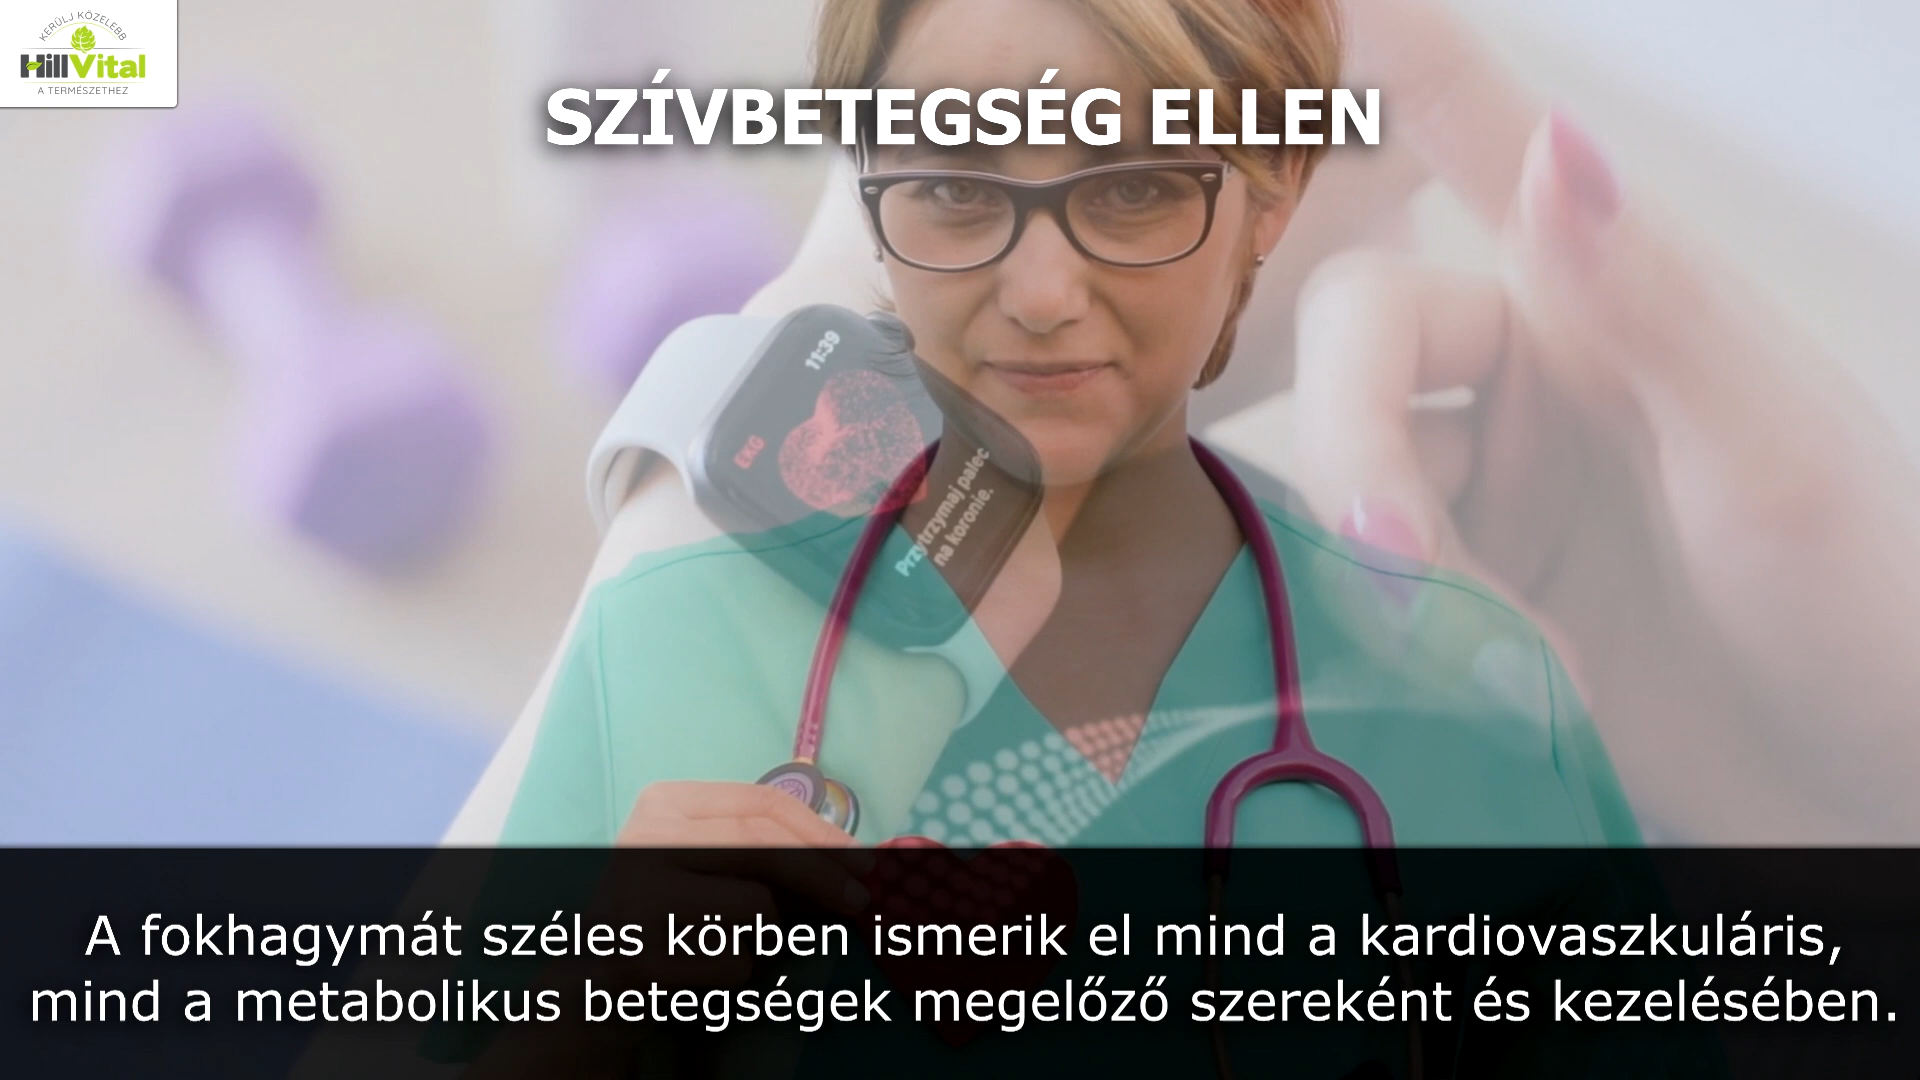 KERÜLJ KÖZELEBB
HillVital
A TERMÉSZETHEZ
SZÍVBETEGSÉG ELLEN
11:39
EKG
Przytrzymaj palec
na koronie.
A fokhagymát széles körben ismerik el mind a kardiovaszkuláris,
mind a metabolikus betegségek megelőző szereként és kezelésében.